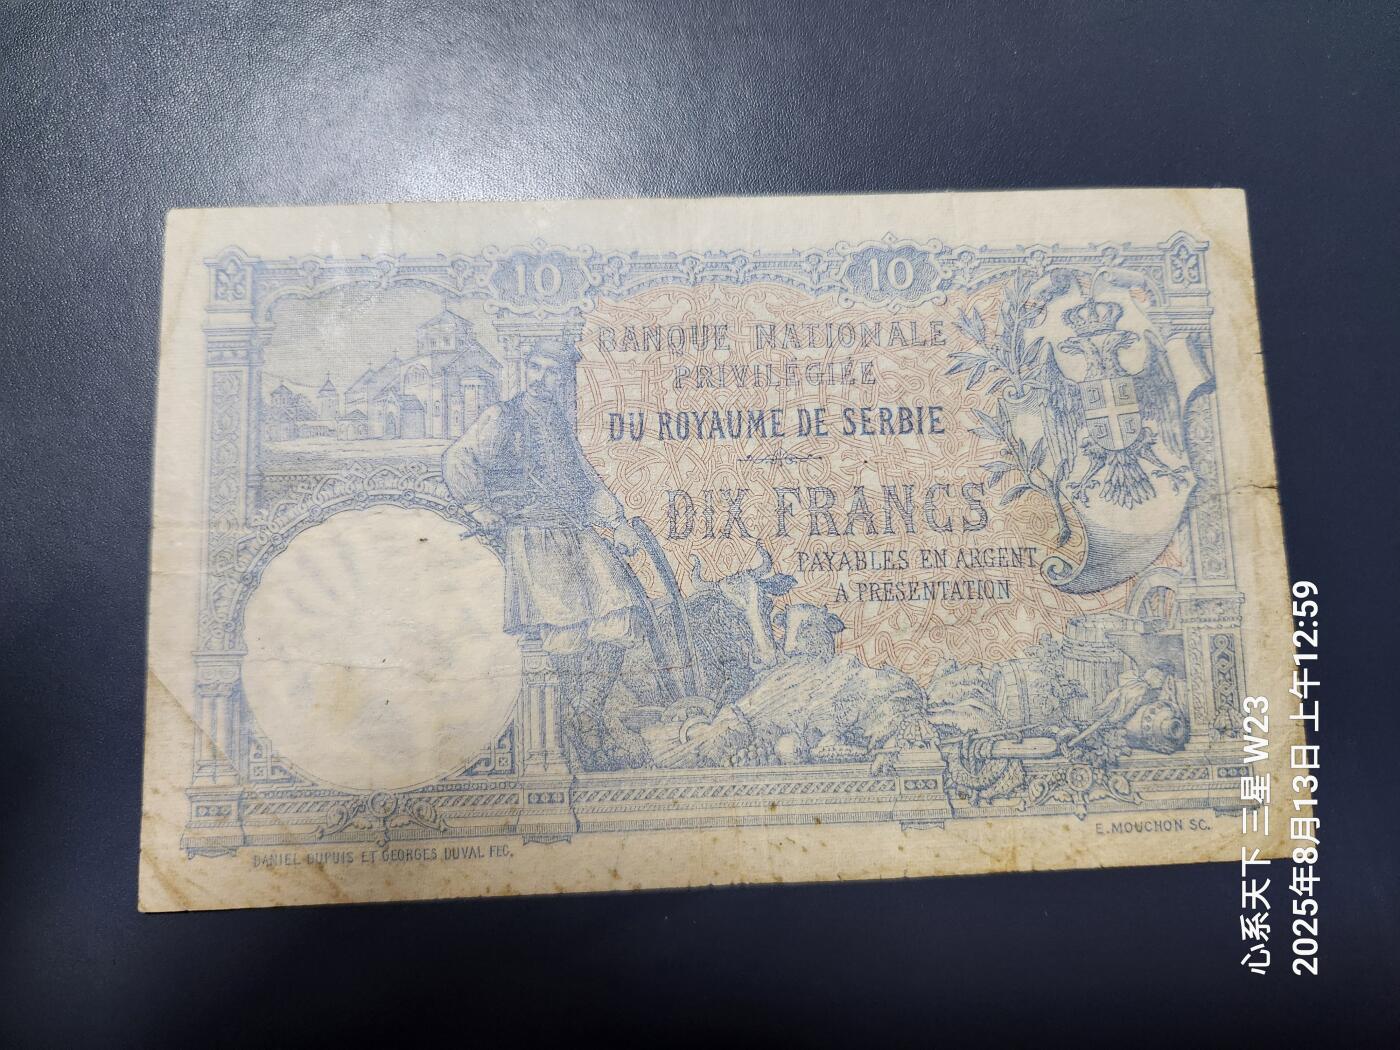 10
10
BANQUE NATIONALE
PRIVILÉGIÉE
DU ROYAUME DE SERBIE
DIX FRANCS
PAYABLES EN ARGENT
A PRÉSENTATION
DANIEL DUPUIS ET GEORGES DUVAL FEC.
E. MOUCHON SC.
心系天下 三星 W23
2025年8月13日 上午12:59